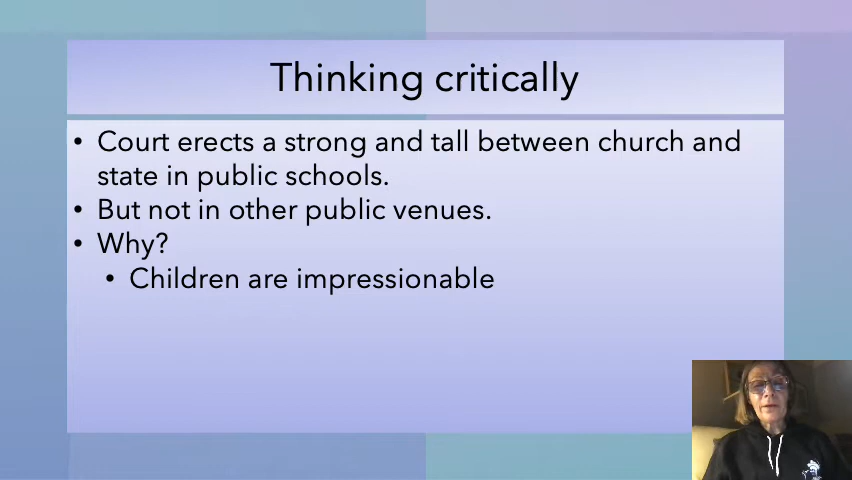 Thinking critically
• Court erects a strong and tall between church and
state in public schools.
• But not in other public venues.
• Why?
• Children are impressionable